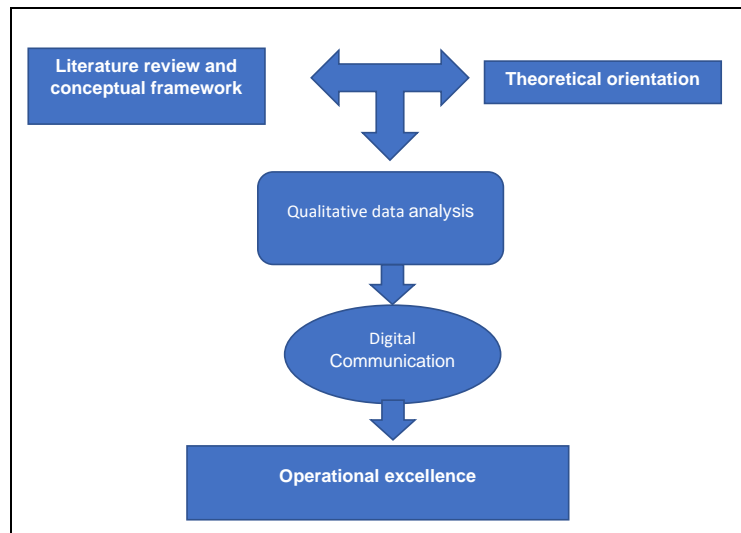 Literature review and
conceptual framework
Theoretical orientation
Qualitative data analysis
Digital
Communication
Operational excellence